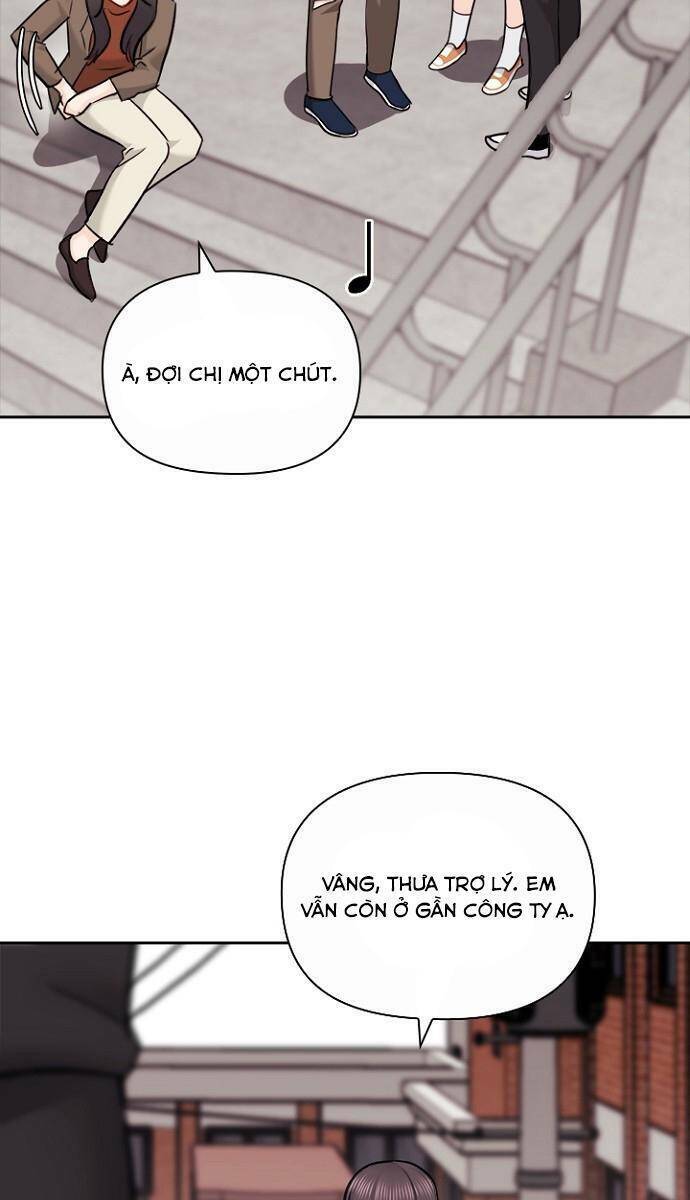 À, ĐỢI CHỊ MỘT CHÚT.
VÂNG, THƯA TRỢ LÝ. EM
VẪN CÒN Ở GẦN CÔNG TY Ạ.